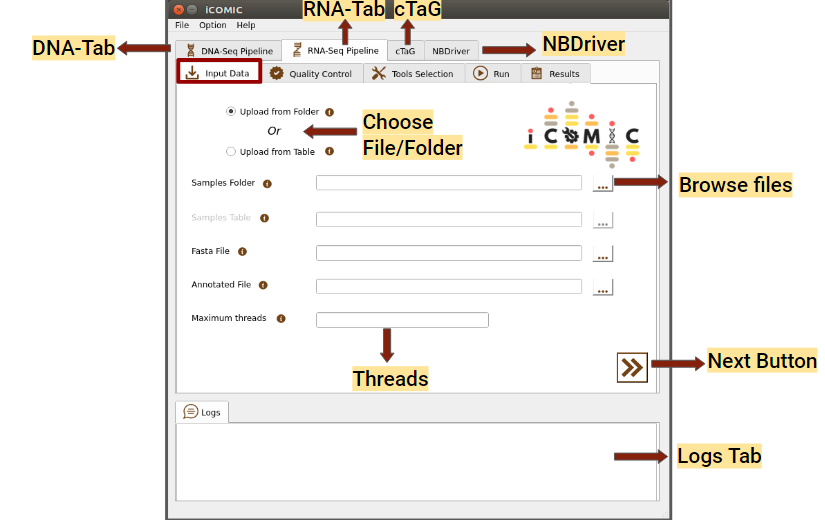 RNA-Tab cTaG
iCOMIC
File Option Help
DNA-Tab
DNA-Seq Pipeline RNA-Seq Pipeline cTaG NBDriver
NBDriver
Input Data Quality Control Tools Selection Run Results
Upload from Folder
Or
Upload from Table
Choose
File/Folder
iCOMIC
Samples Folder ...
Browse files
Samples Table ...
Fasta File ...
Annotated File ...
Maximum threads
Threads
Next Button
Logs
Logs Tab